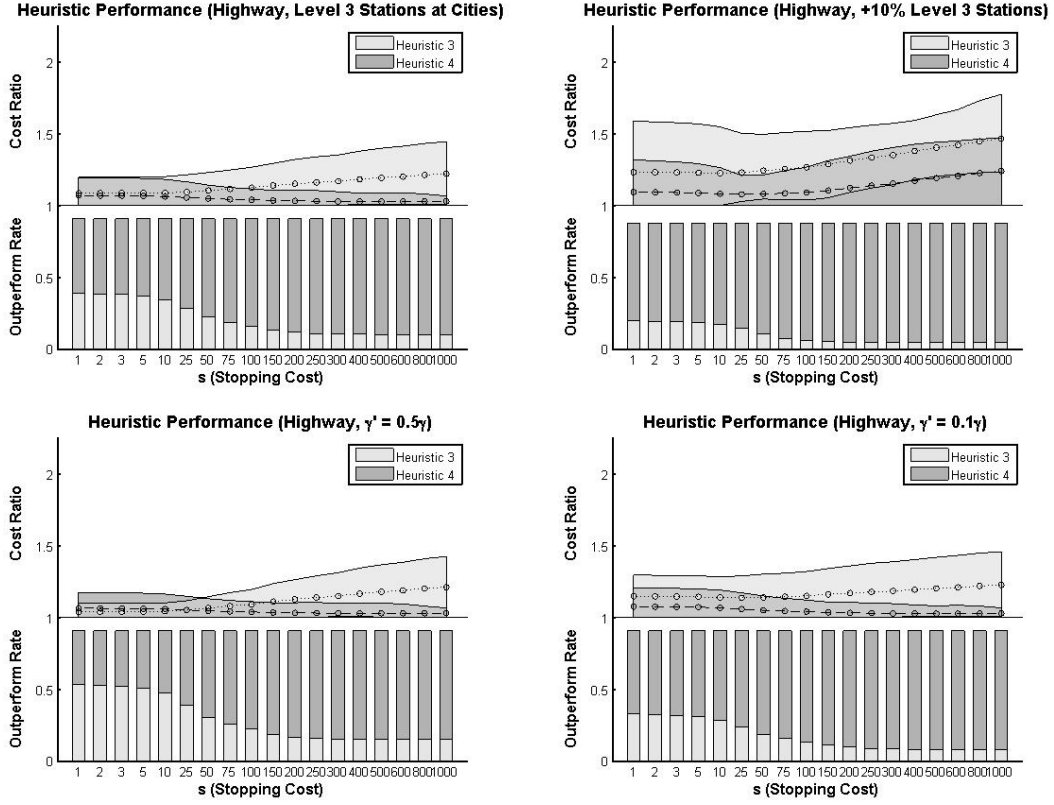 Heuristic Performance (Highway, Level 3 Stations at Cities)
Cost Ratio
2
1.5
1
Heuristic 3
Heuristic 4
Outperform Rate
0.5
0
1 2 3 5 10 25 50 75 100 150 200 250 300 400 500 600 800 1000
s (Stopping Cost)
Heuristic Performance (Highway, +10% Level 3 Stations)
Cost Ratio
2
1.5
1
Heuristic 3
Heuristic 4
Outperform Rate
0.5
0
1 2 3 5 10 25 50 75 100 150 200 250 300 400 500 600 800 1000
s (Stopping Cost)
Heuristic Performance (Highway, γ' = 0.5γ)
Cost Ratio
2
1.5
1
Heuristic 3
Heuristic 4
Outperform Rate
0.5
0
1 2 3 5 10 25 50 75 100 150 200 250 300 400 500 600 800 1000
s (Stopping Cost)
Heuristic Performance (Highway, γ' = 0.1γ)
Cost Ratio
2
1.5
1
Heuristic 3
Heuristic 4
Outperform Rate
0.5
0
1 2 3 5 10 25 50 75 100 150 200 250 300 400 500 600 800 1000
s (Stopping Cost)